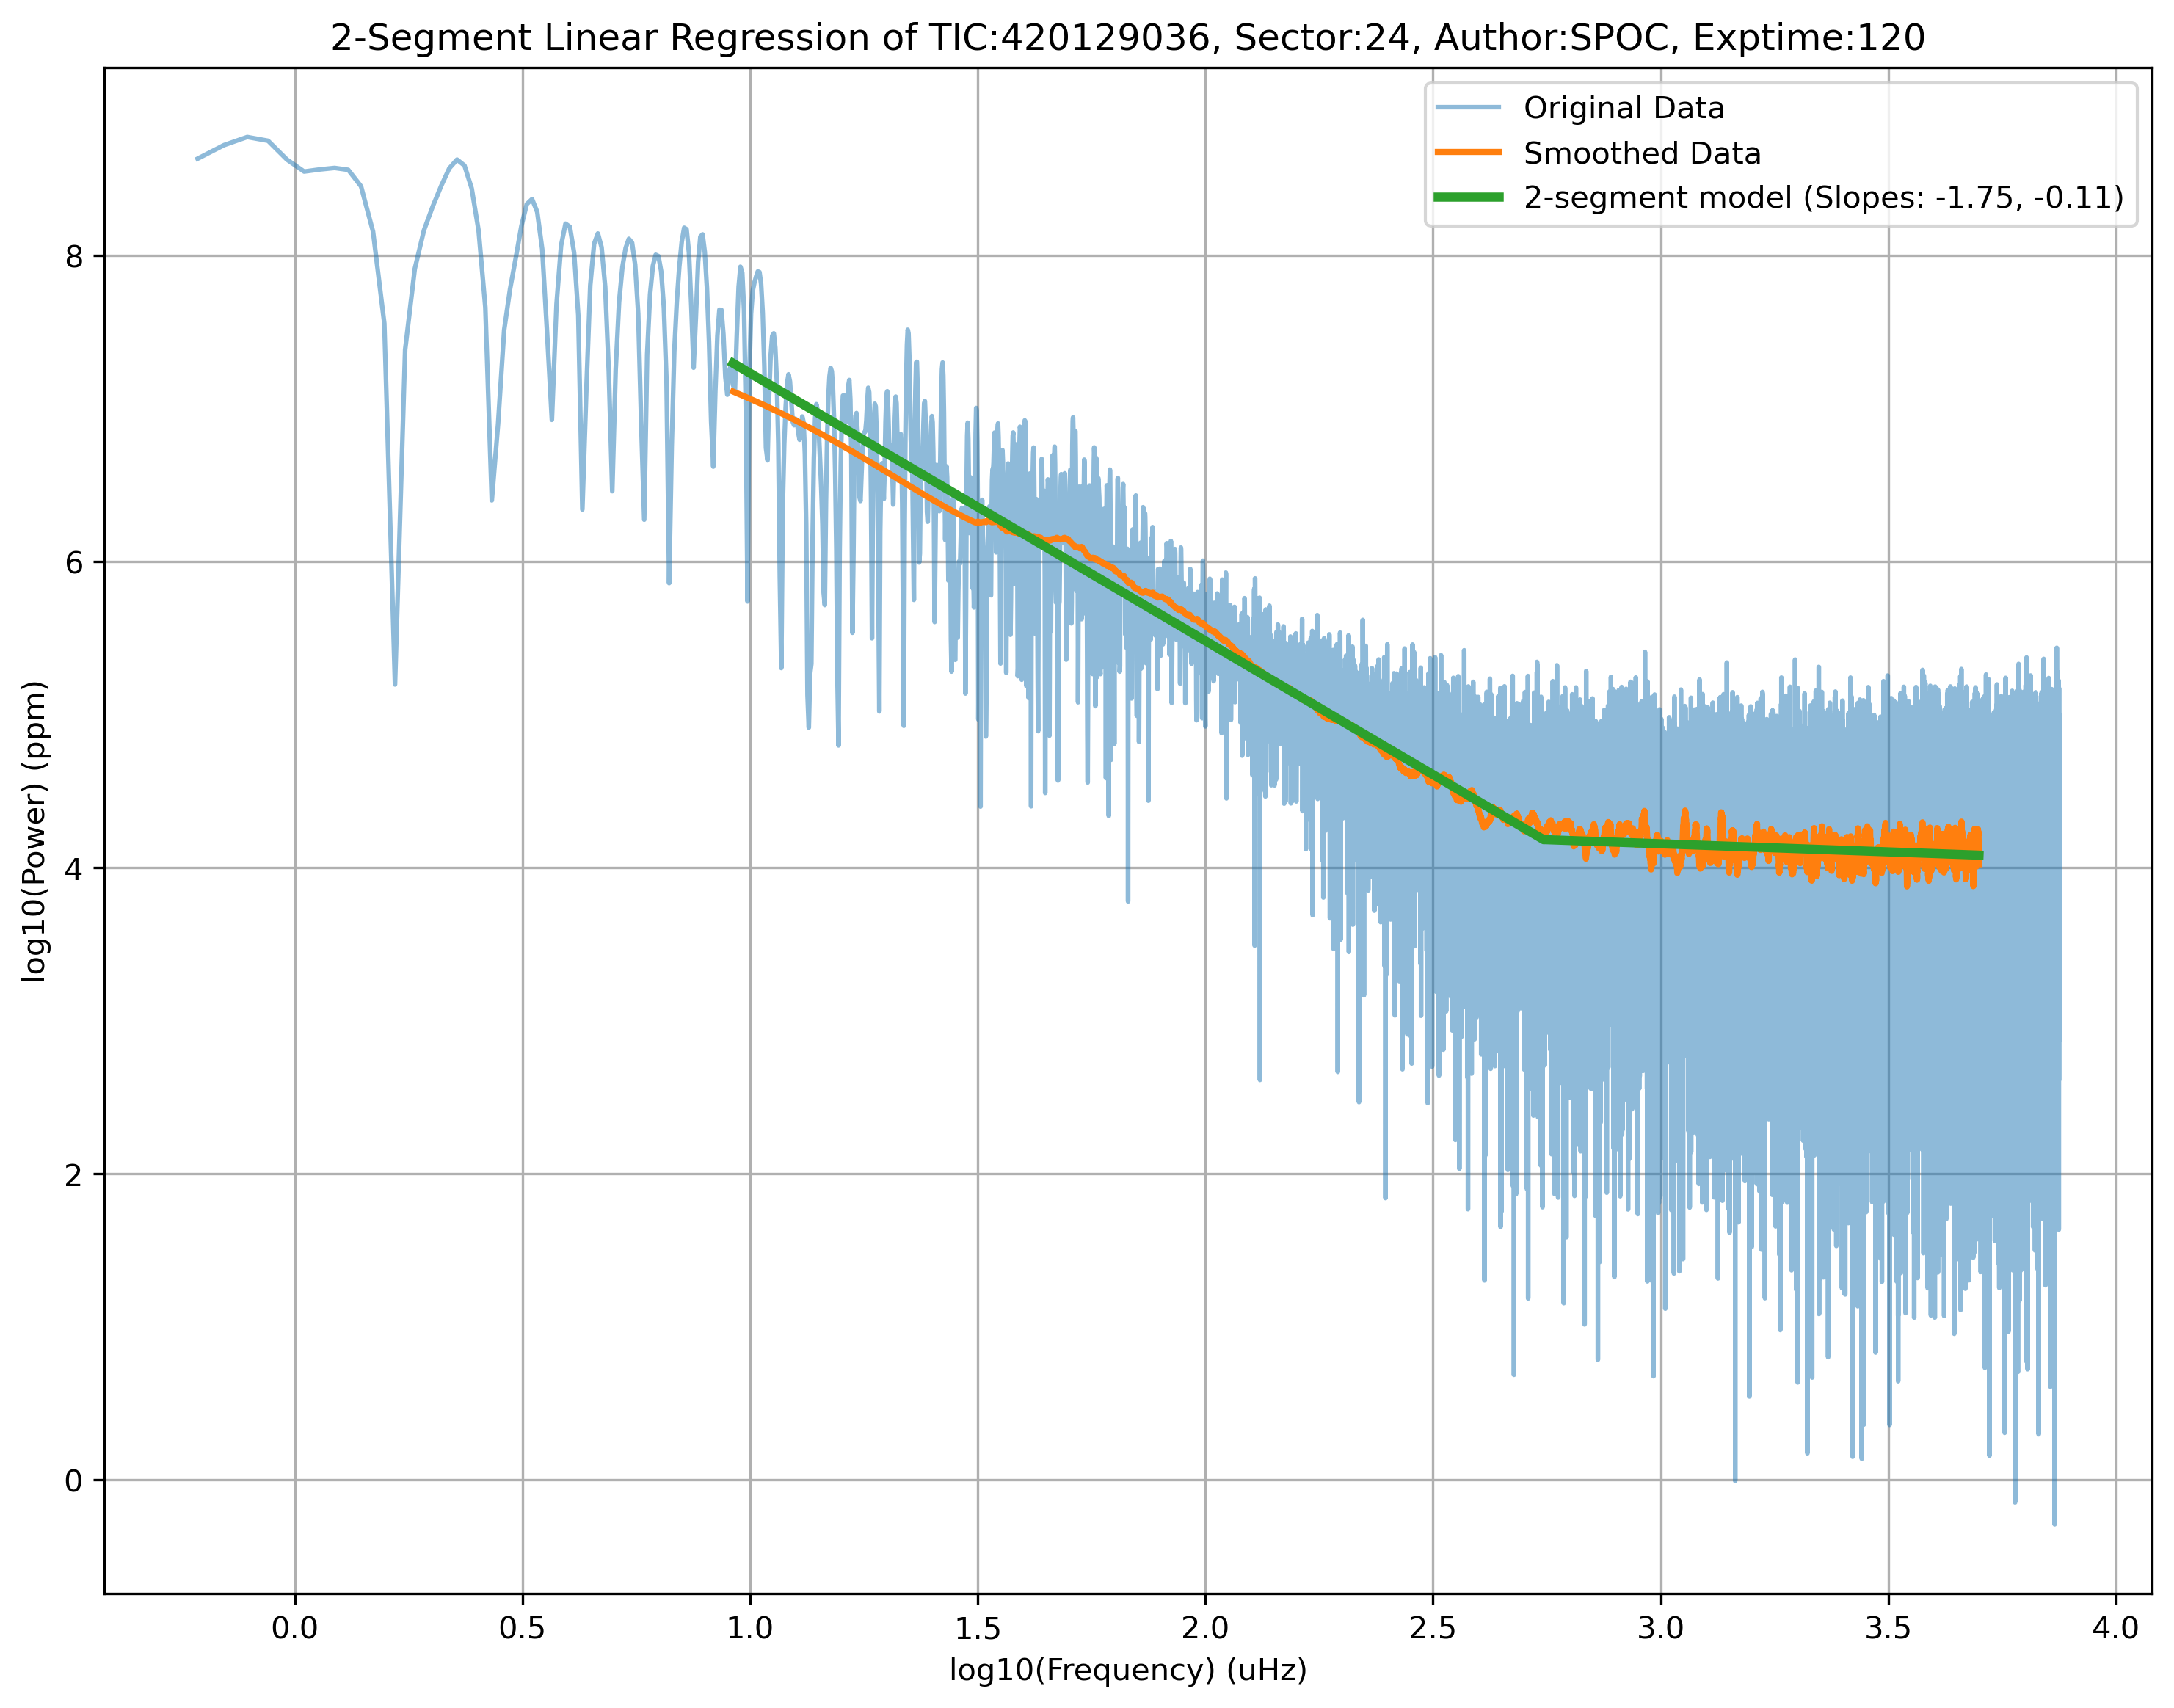 2-Segment Linear Regression of TIC:420129036, Sector:24, Author:SPOC, Exptime:120
Original Data
Smoothed Data
2-segment model (Slopes: -1.75, -0.11)
log10(Power) (ppm)
8
6
4
2
0
0.0 0.5 1.0 1.5 2.0 2.5 3.0 3.5 4.0
log10(Frequency) (uHz)